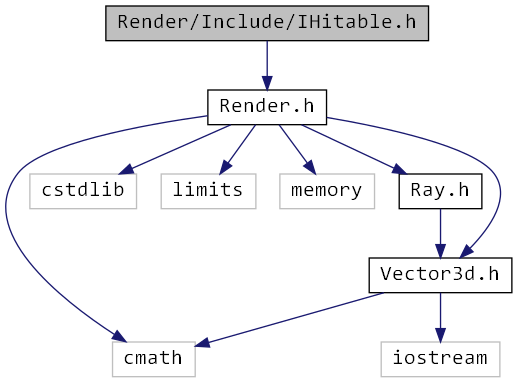 Render/Include/IHitable.h
Render.h
cstdlib
limits
memory
Ray.h
Vector3d.h
cmath
iostream